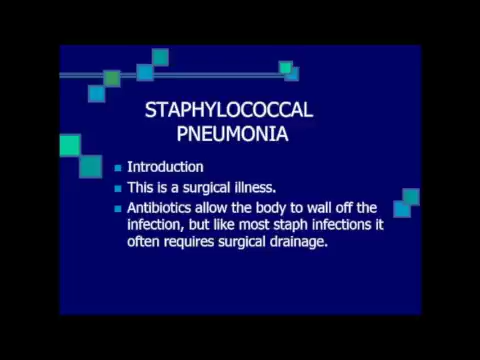 STAPHYLOCOCCAL
PNEUMONIA
Introduction
This is a surgical illness.
Antibiotics allow the body to wall off the
infection, but like most staph infections it
often requires surgical drainage.